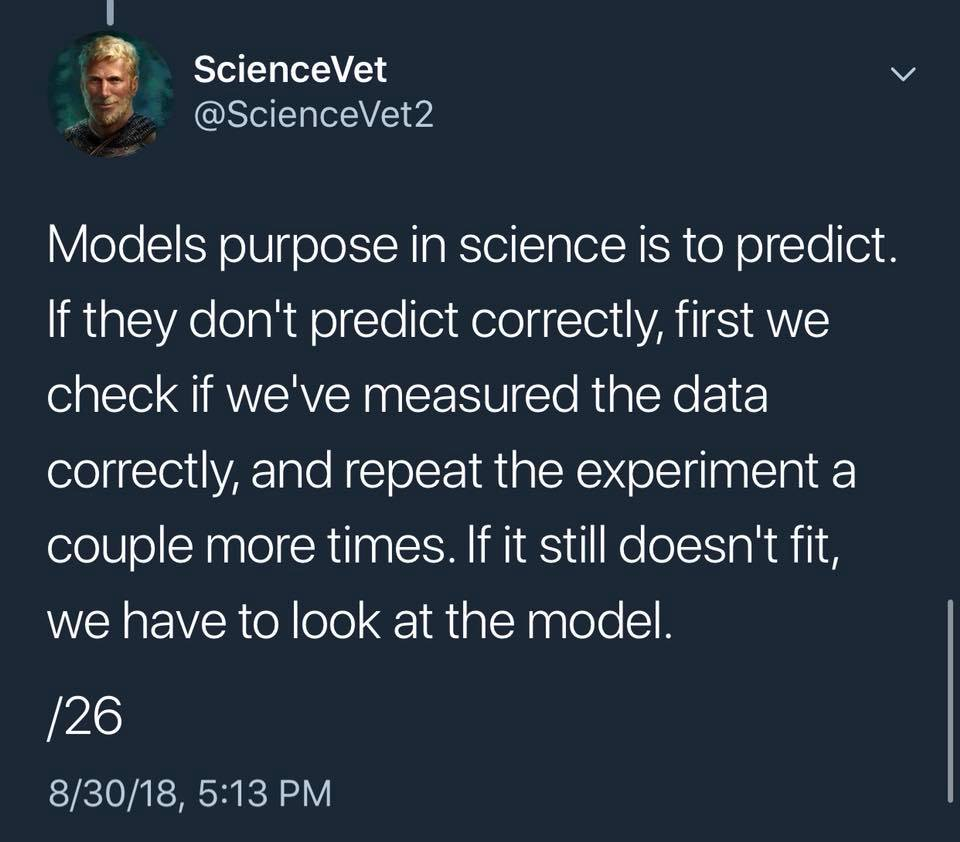 ScienceVet
@ScienceVet2
Models purpose in science is to predict.
If they don't predict correctly, first we
check if we've measured the data
correctly, and repeat the experiment a
couple more times. If it still doesn't fit,
we have to look at the model.
/26
8/30/18, 5:13 PM